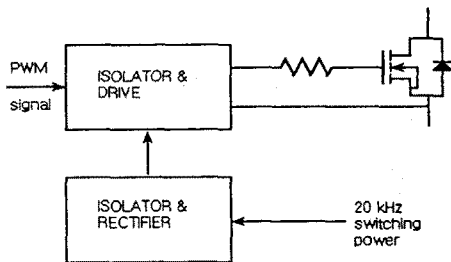 PWM
signal
ISOLATOR &
DRIVE
ISOLATOR &
RECTIFIER
20 kHz
switching
power